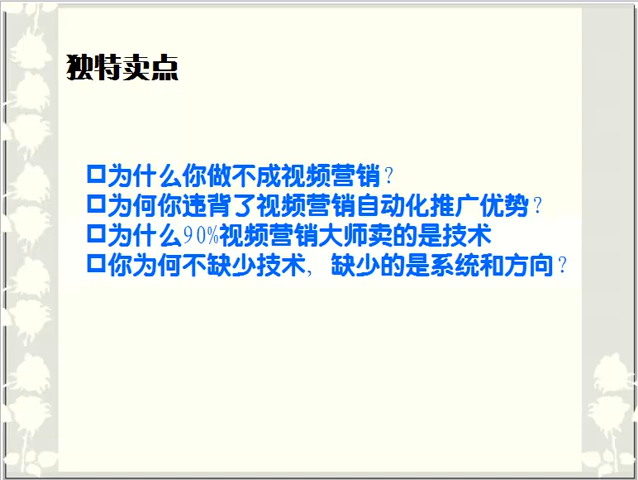 独特卖点
为什么你做不成视频营销?
为何你违背了视频营销自动化推广优势?
为什么90%视频营销大师卖的是技术
你为何不缺少技术, 缺少的是系统和方向?